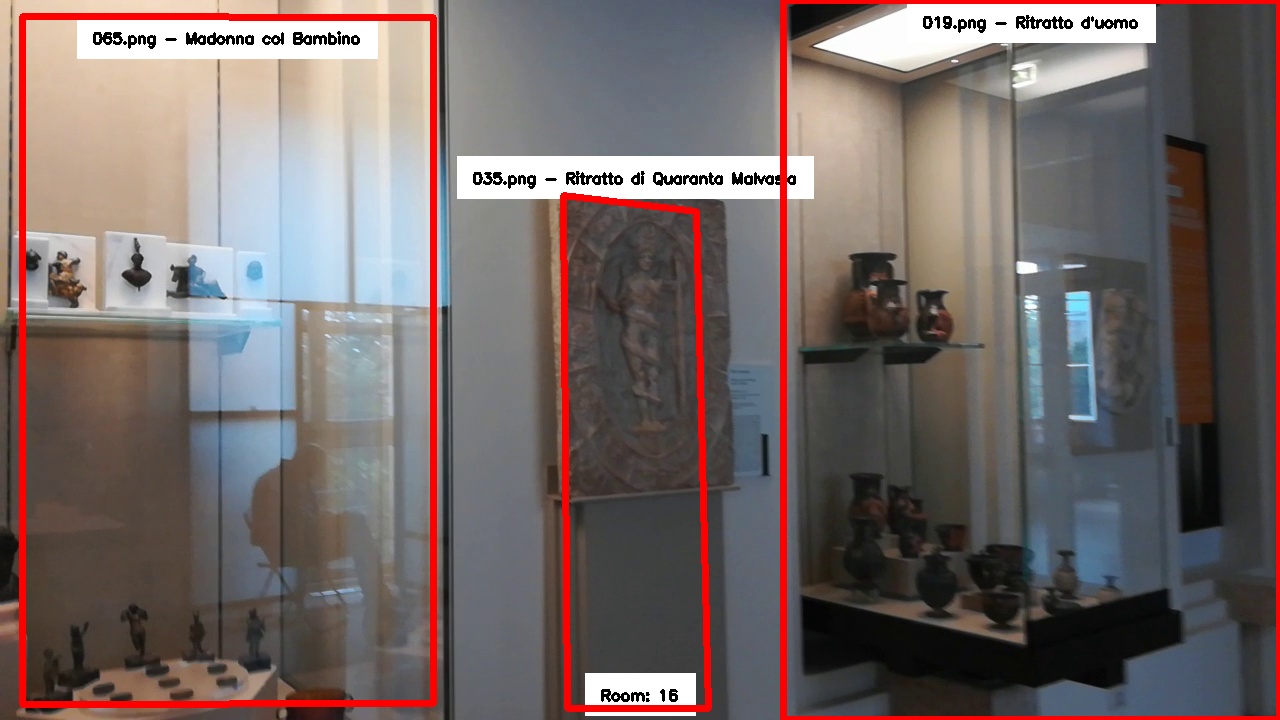 065.png - Madonna col Bambino
019.png - Ritratto d'uomo
035.png - Ritratto di Quaranta Malvasia
Room: 16